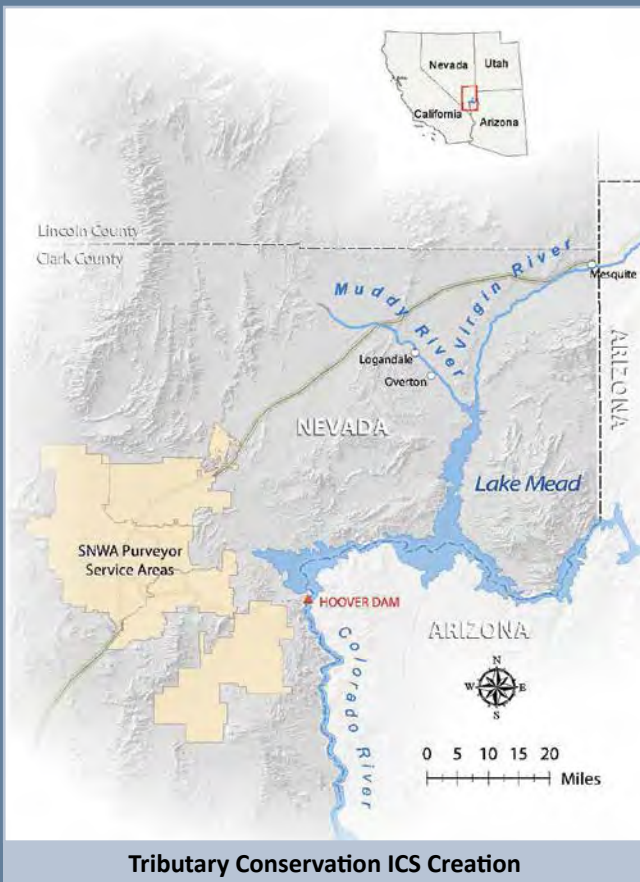 Nevada
Utah
California
Arizona
Lincoln County
Clark County
Mesquite
Muddy River
Virgin River
Logandale
Overton
ARIZONA
NEVADA
Lake Mead
SNWA Purveyor
Service Areas
HOOVER DAM
ARIZONA
Colorado River
N
W
E
S
0 5 10 15 20
Miles
Tributary Conservation ICS Creation